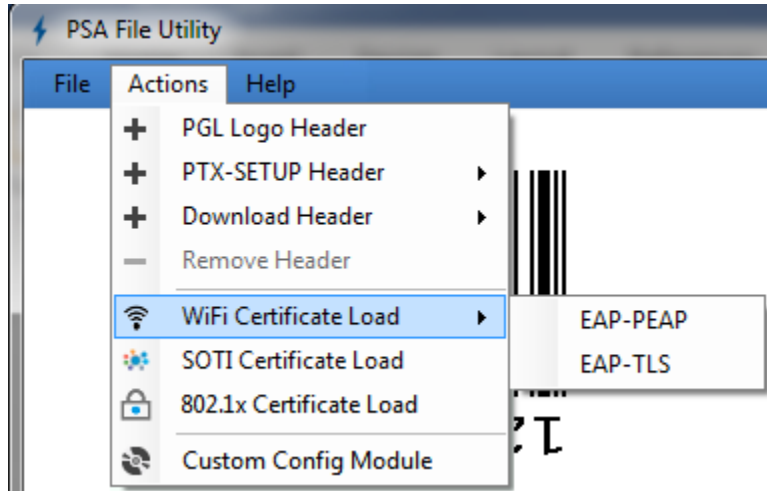 PSA File Utility
File Actions Help
PGL Logo Header
PTX-SETUP Header
Download Header
Remove Header
WiFi Certificate Load
EAP-PEAP
EAP-TLS
SOTI Certificate Load
802.1x Certificate Load
Custom Config Module